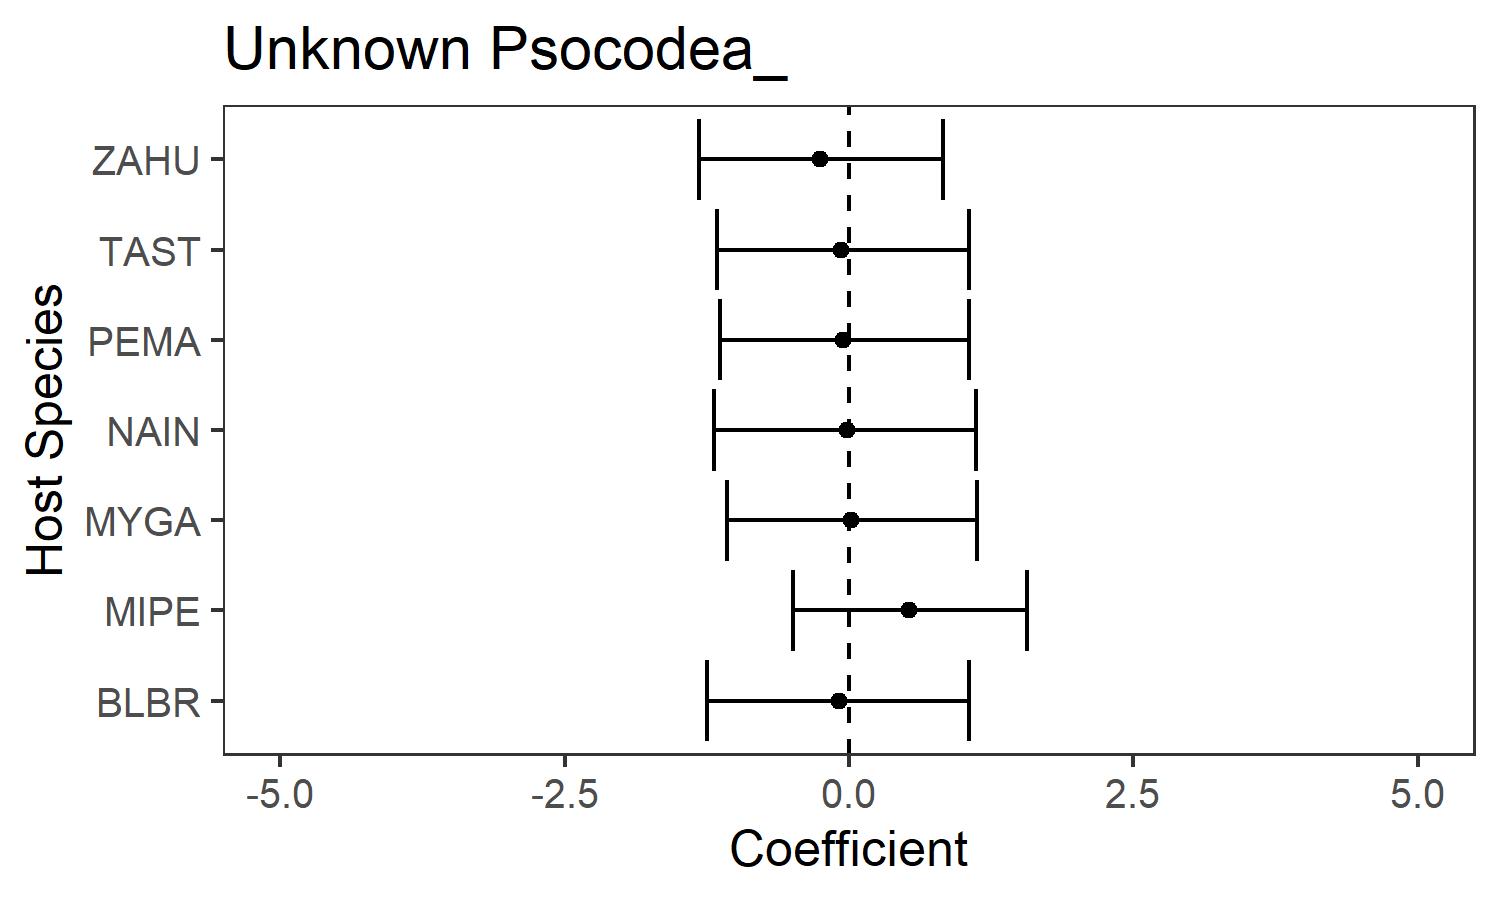 Unknown Psocodea_
Host Species
ZAHU
TAST
PEMA
NAIN
MYGA
MIPE
BLBR
-5.0 -2.5 0.0 2.5 5.0
Coefficient